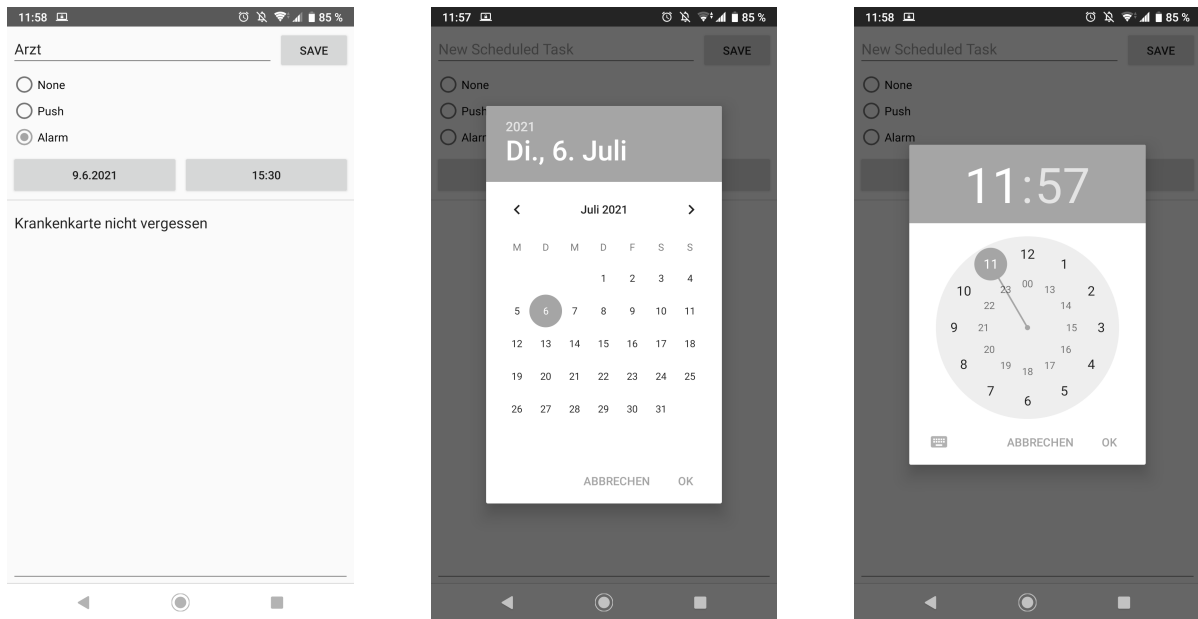 11:58 85 %
Arzt SAVE
None
Push
Alarm
9.6.2021 15:30
Krankenkarte nicht vergessen
11:57 85 %
New Scheduled Task SAVE
None
Push
Alarm
2021
Di., 6. Juli
Juli 2021
M D M D F S S
1 2 3 4
5 6 7 8 9 10 11
12 13 14 15 16 17 18
19 20 21 22 23 24 25
26 27 28 29 30 31
ABBRECHEN OK
11:58 85 %
New Scheduled Task SAVE
None
Push
Alarm
11:57
12
11 1
23 00 13
10 2
22 14
9 21 15 3
20 16
8 4
19 18 17
7 5
6
ABBRECHEN OK